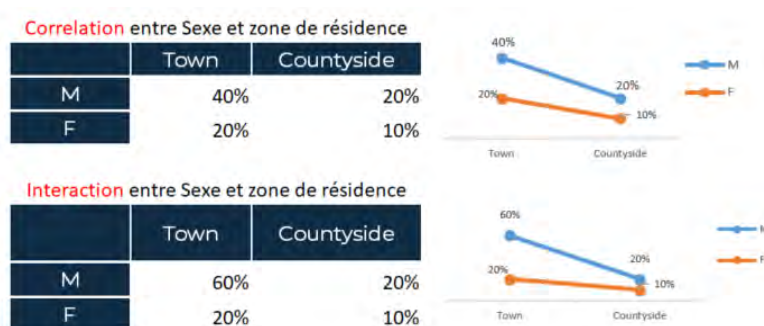 Correlation entre Sexe et zone de résidence
Town Countyside
M 40% 20%
F 20% 10%
40%
20%
20%
10%
Town Countyside
M
F
Interaction entre Sexe et zone de résidence
Town Countyside
M 60% 20%
F 20% 10%
60%
20%
20%
10%
Town Countyside
M
F